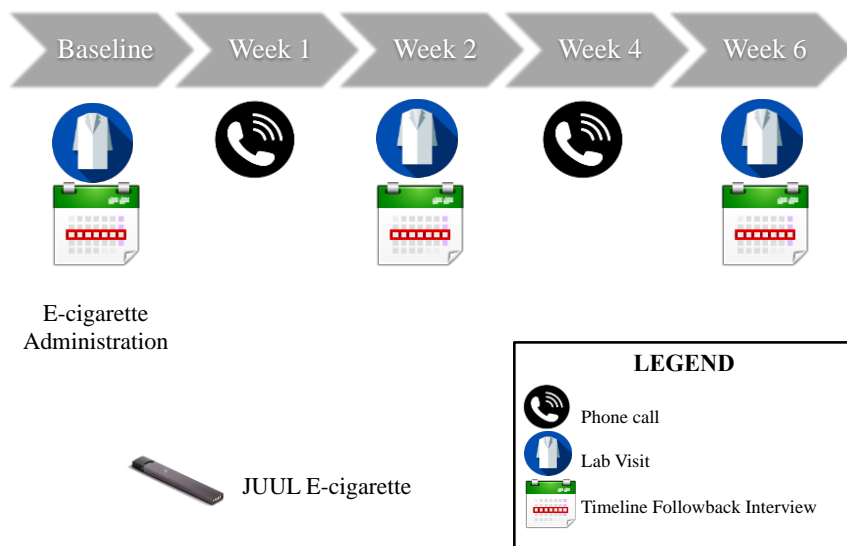 Baseline
Week 1
Week 2
Week 4
Week 6
E-cigarette
Administration
LEGEND
Phone call
Lab Visit
Timeline Followback Interview
JUUL E-cigarette